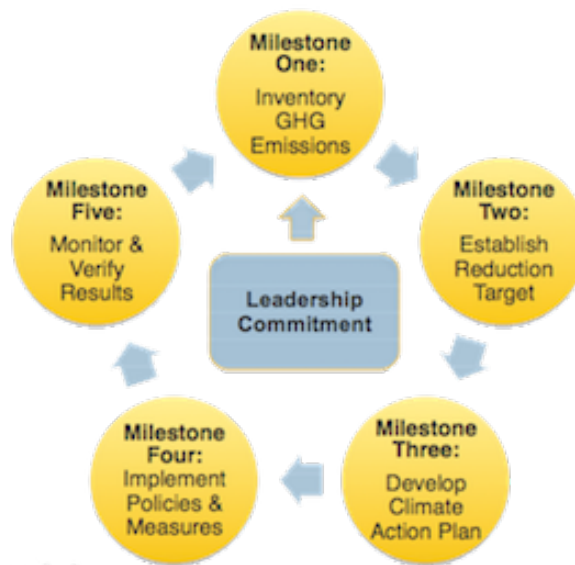 Milestone
One:
Inventory
GHG
Emissions
Milestone
Two:
Establish
Reduction
Target
Milestone
Three:
Develop
Climate
Action Plan
Milestone
Four:
Implement
Policies &
Measures
Milestone
Five:
Monitor &
Verify
Results
Leadership
Commitment